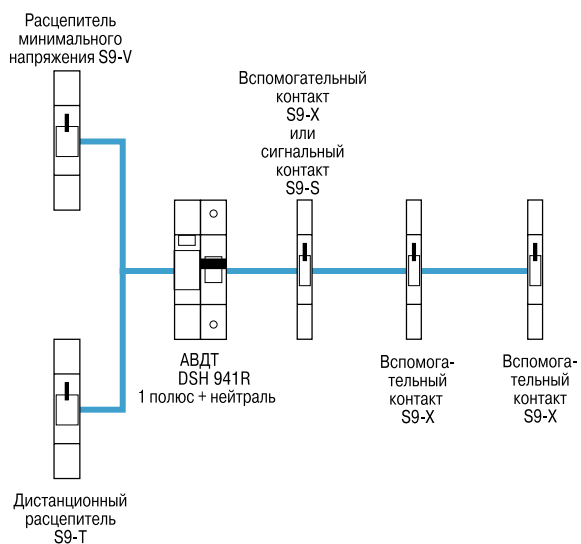 Расцепитель
минимального
напряжения S9-V
Вспомогательный
контакт
S9-X
или
сигнальный
контакт
S9-S
АВДТ
DSH 941R
1 полюс + нейтраль
Вспомога-
тельный
контакт
S9-X
Вспомога-
тельный
контакт
S9-X
Дистанционный
расцепитель
S9-T